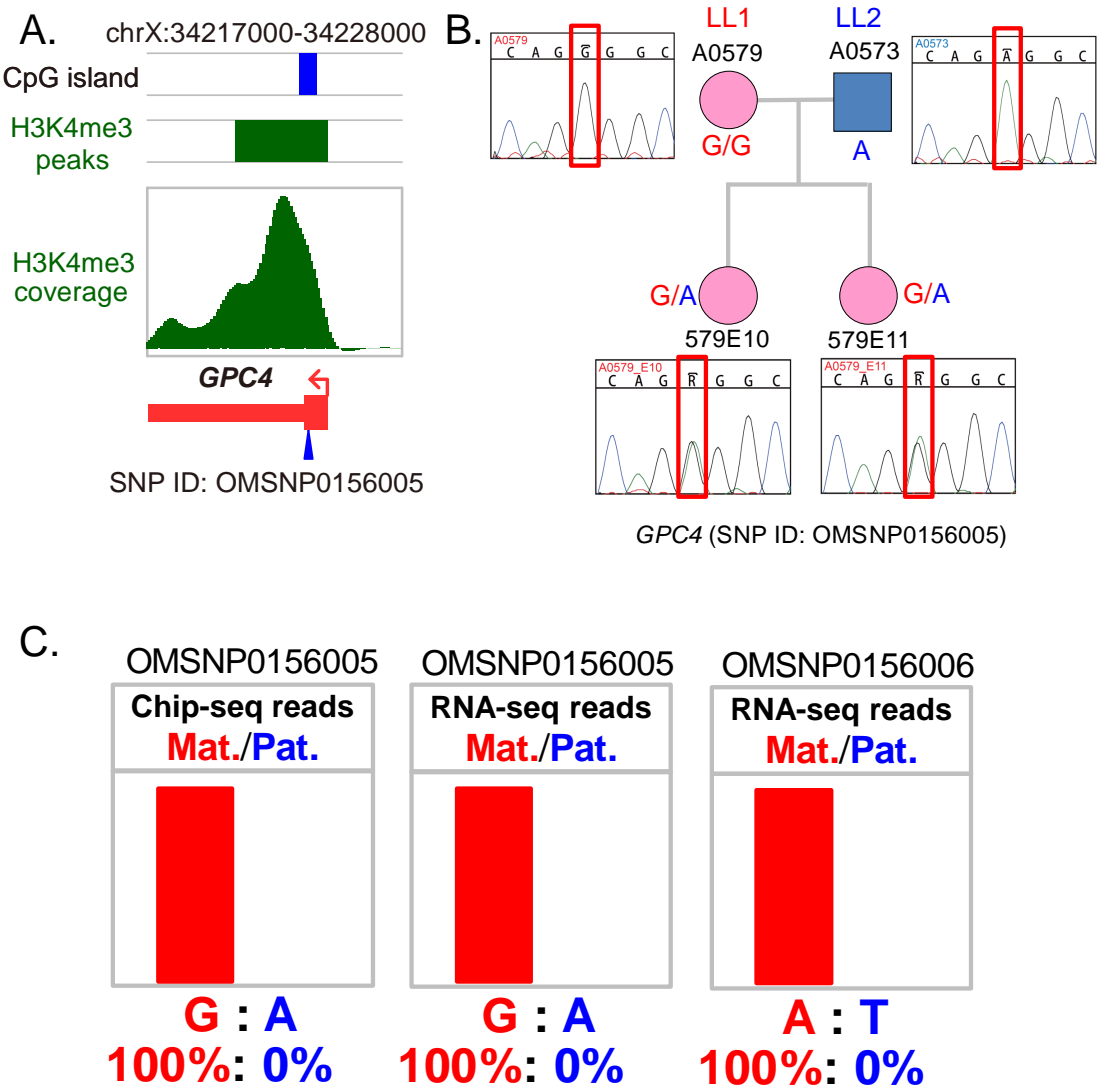 A.
chrX:34217000-34228000
CpG island
H3K4me3
peaks
H3K4me3
coverage
GPC4
SNP ID: OMSNP0156005
B.
LL1
LL2
A0579
A0573
A0579
C A G G G G C
G/G
A
A0573
C A G A G G C
G/A
G/A
579E10
579E11
A0579_E10
C A G R G G C
A0579_E11
C A G R G G C
GPC4 (SNP ID: OMSNP0156005)
C.
OMSNP0156005
Chip-seq reads
Mat./Pat.
G : A
100%: 0%
OMSNP0156005
RNA-seq reads
Mat./Pat.
G : A
100%: 0%
OMSNP0156006
RNA-seq reads
Mat./Pat.
A : T
100%: 0%